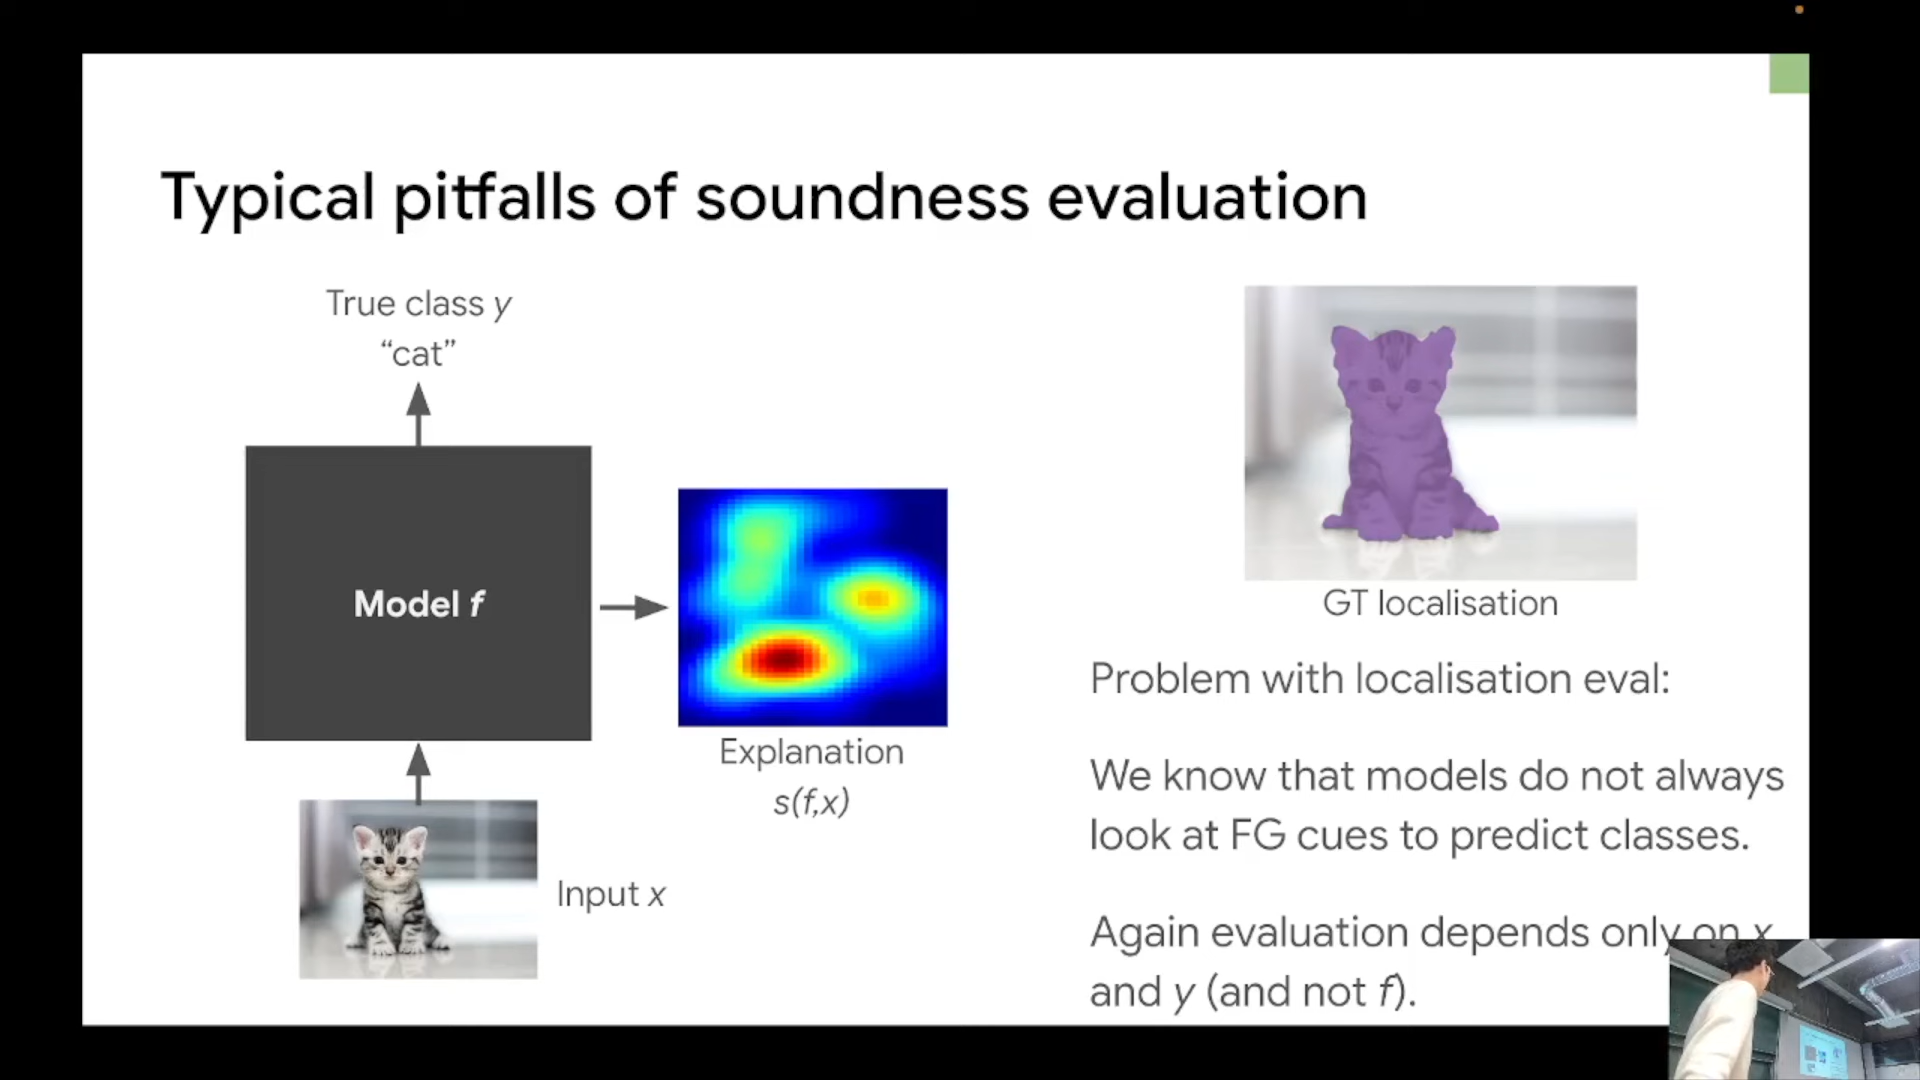 Typical pitfalls of soundness evaluation
True class y
“cat”
Model f
Input x
Explanation
s(f,x)
GT localisation
Problem with localisation eval:
We know that models do not always
look at FG cues to predict classes.
Again evaluation depends only on x
and y (and not f).